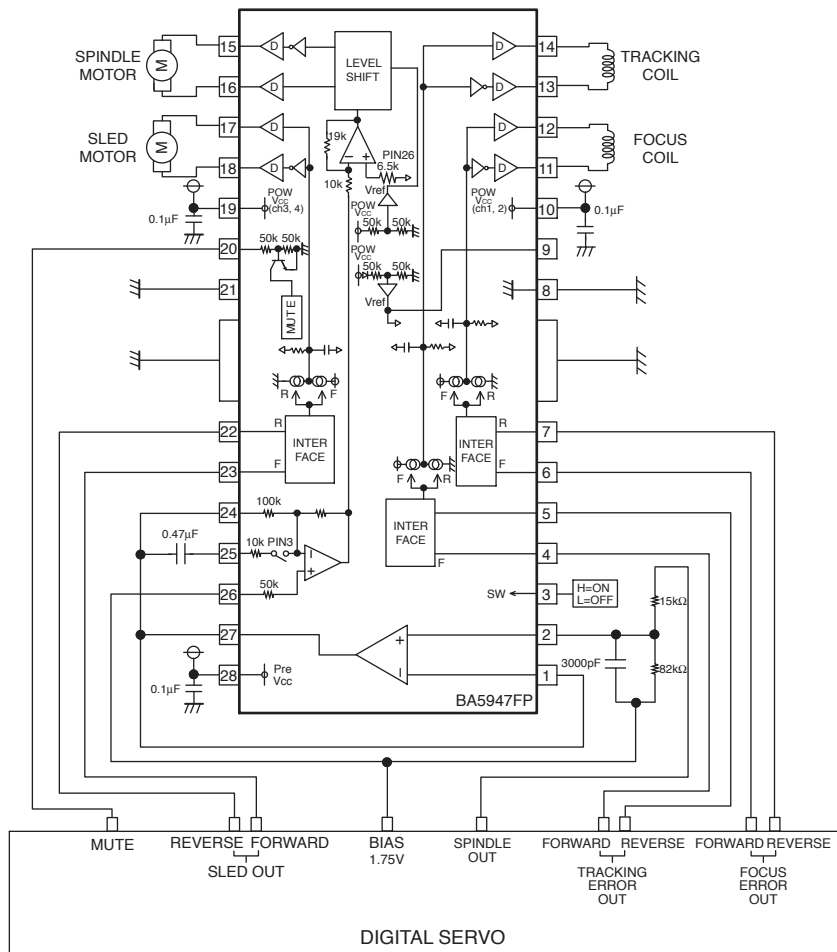 SPINDLE MOTOR
M
15
D
LEVEL SHIFT
D
14
TRACKING COIL
16
D
D
13
SLED MOTOR
M
17
D
19k
PIN26
6.5k
D
12
FOCUS COIL
18
D
10k
Vref
D
11
0.1µF
19
POW VCC (ch3, 4)
POW VCC
50k
50k
POW VCC (ch1, 2)
10
0.1µF
20
50k
50k
POW VCC
50k
50k
9
21
MUTE
Vref
8
R
F
F
R
22
R
INTER FACE
R
INTER FACE
7
23
F
F
R
F
6
24
100k
INTER FACE
5
0.47µF
25
10k
PIN3
F
4
26
50k
SW
3
H=ON
L=OFF
15kΩ
27
2
3000pF
82kΩ
0.1µF
28
Pre Vcc
1
BA5947FP
MUTE
REVERSE FORWARD
SLED OUT
BIAS
1.75V
SPINDLE OUT
FORWARD REVERSE
TRACKING ERROR OUT
FORWARD REVERSE
FOCUS ERROR OUT
DIGITAL SERVO